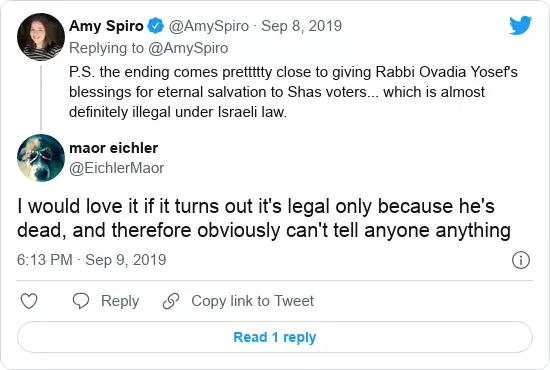 Amy Spiro @AmySpiro · Sep 8, 2019
Replying to @AmySpiro
P.S. the ending comes prettttty close to giving Rabbi Ovadia Yosef's
blessings for eternal salvation to Shas voters... which is almost
definitely illegal under Israeli law.
maor eichler
@EichlerMaor
I would love it if it turns out it's legal only because he's
dead, and therefore obviously can't tell anyone anything
6:13 PM · Sep 9, 2019
Reply Copy link to Tweet
Read 1 reply